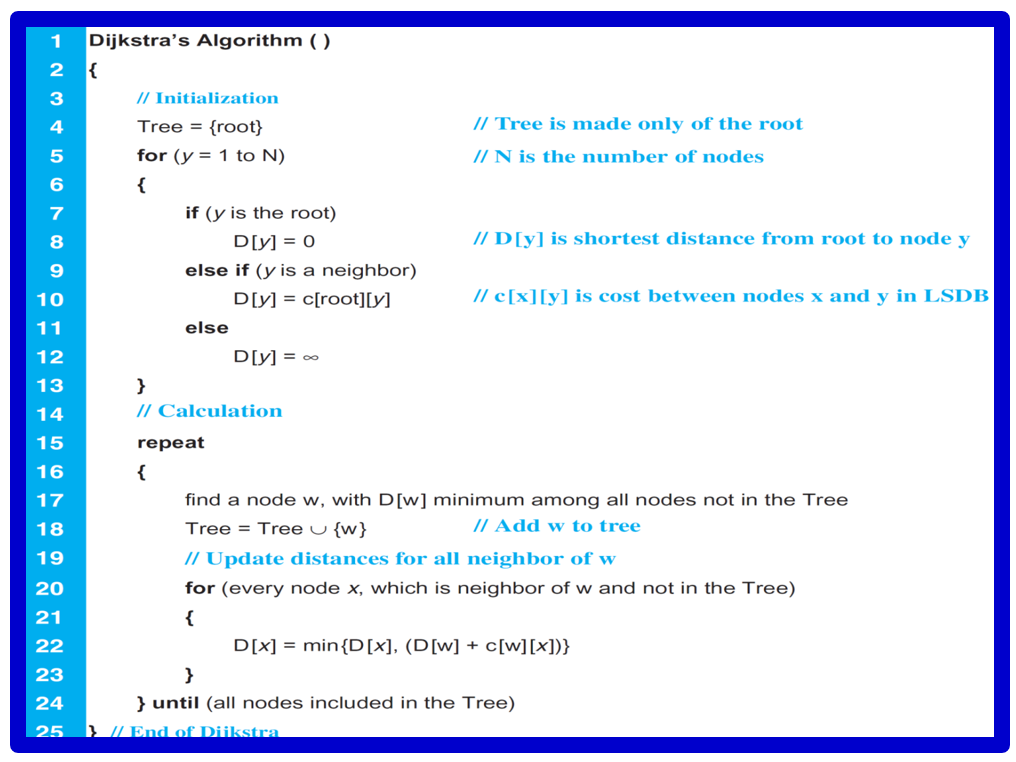 1 Dijkstra’s Algorithm ( )
2 {
3 // Initialization
4 Tree = {root} // Tree is made only of the root
5 for (y = 1 to N) // N is the number of nodes
6 {
7 if (y is the root)
8 D[y] = 0 // D[y] is shortest distance from root to node y
9 else if (y is a neighbor)
10 D[y] = c[root][y] // c[x][y] is cost between nodes x and y in LSDB
11 else
12 D[y] = ∞
13 }
14 // Calculation
15 repeat
16 {
17 find a node w, with D[w] minimum among all nodes not in the Tree
18 Tree = Tree ∪ {w} // Add w to tree
19 // Update distances for all neighbor of w
20 for (every node x, which is neighbor of w and not in the Tree)
21 {
22 D[x] = min{D[x], (D[w] + c[w][x])}
23 }
24 } until (all nodes included in the Tree)
25 } // End of Dijkstra